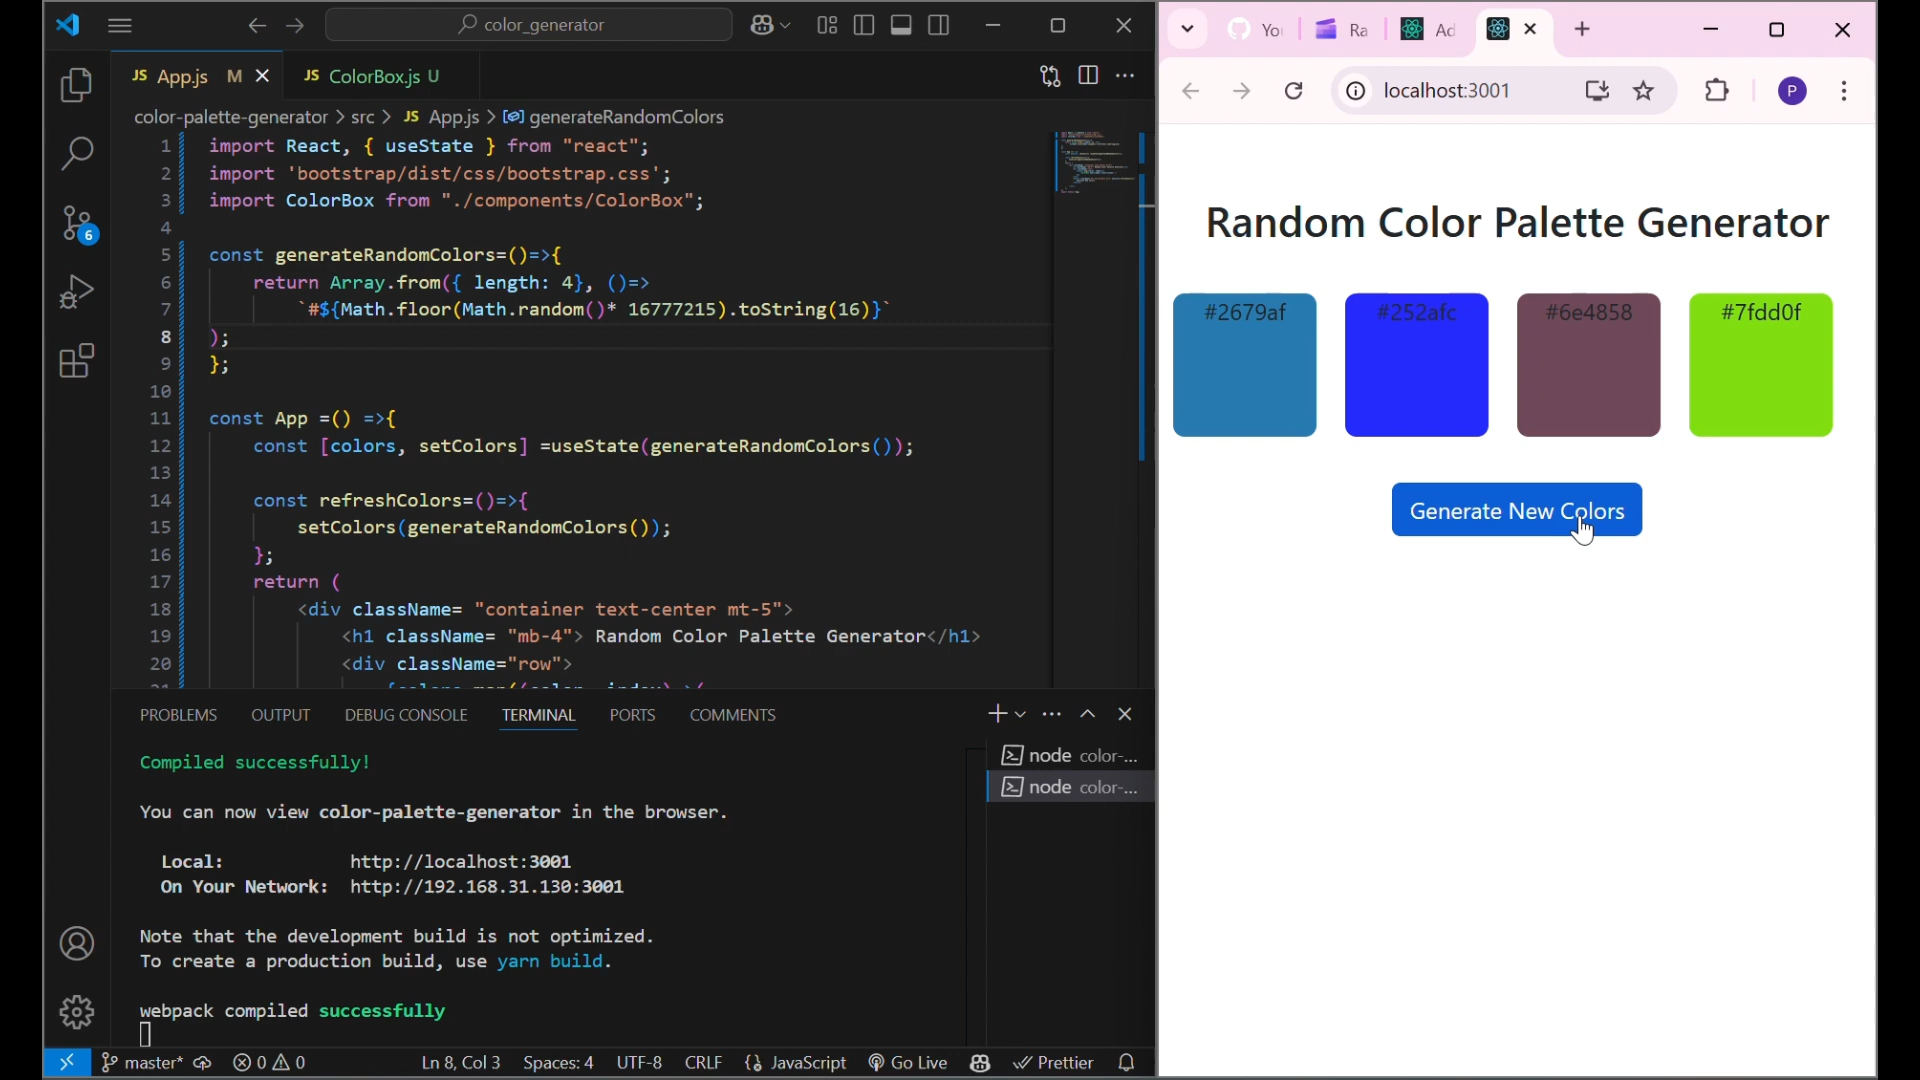 color_generator
JS App.js M
JS ColorBox.js U
color-palette-generator > src > JS App.js > generateRandomColors
1 import React, { useState } from "react";
2 import 'bootstrap/dist/css/bootstrap.css';
3 import ColorBox from "./components/ColorBox";
4
5 const generateRandomColors=()=>{
6 return Array.from({ length: 4}, ()=>
7 `#${Math.floor(Math.random()* 16777215).toString(16)}`
8 );
9 };
10
11 const App =() =>{
12 const [colors, setColors] =useState(generateRandomColors());
13
14 const refreshColors=()=>{
15 setColors(generateRandomColors());
16 };
17 return (
18 <div className= "container text-center mt-5">
19 <h1 className= "mb-4"> Random Color Palette Generator</h1>
20 <div className="row">
6
PROBLEMS OUTPUT DEBUG CONSOLE TERMINAL PORTS COMMENTS
Compiled successfully!
You can now view color-palette-generator in the browser.
Local: http://localhost:3001
On Your Network: http://192.168.31.130:3001
Note that the development build is not optimized.
To create a production build, use yarn build.
webpack compiled successfully
node color-...
node color-...
master* 0 0 Ln 8, Col 3 Spaces: 4 UTF-8 CRLF {} JavaScript Go Live Prettier
You
Ra
Ad
localhost:3001
P
Random Color Palette Generator
#2679af #252afc #6e4858 #7fdd0f
Generate New Colors